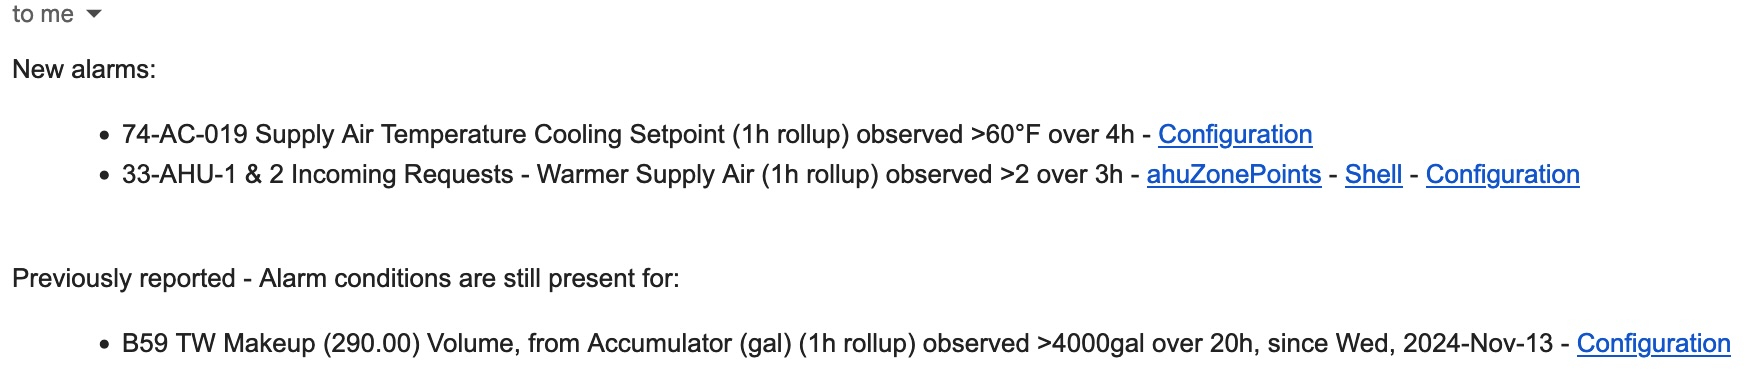 to me
New alarms:
• 74-AC-019 Supply Air Temperature Cooling Setpoint (1h rollup) observed >60°F over 4h - Configuration
• 33-AHU-1 & 2 Incoming Requests - Warmer Supply Air (1h rollup) observed >2 over 3h - ahuZonePoints - Shell - Configuration
Previously reported - Alarm conditions are still present for:
• B59 TW Makeup (290.00) Volume, from Accumulator (gal) (1h rollup) observed >4000gal over 20h, since Wed, 2024-Nov-13 - Configuration